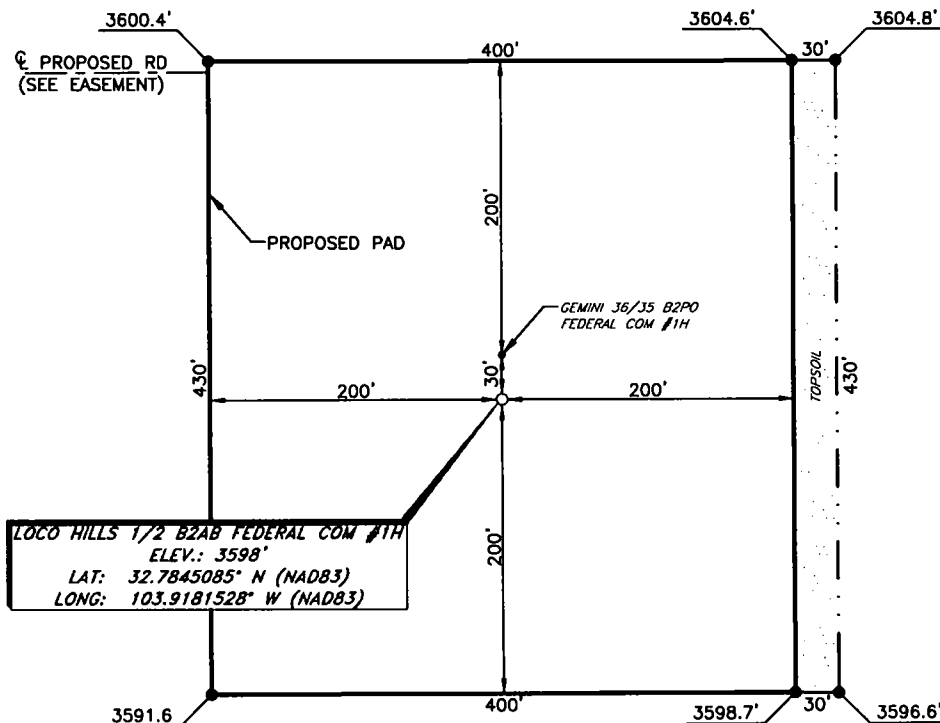 3600.4'
3604.6'
3604.8'
400'
30'
℄ PROPOSED RD
(SEE EASEMENT)
200'
PROPOSED PAD
GEMINI 36/35 B2PO
FEDERAL COM #1H
430'
30'
200'
200'
TOPSOIL
430'
LOCO HILLS 1/2 B2AB FEDERAL COM #1H
ELEV.: 3598'
LAT: 32.7845085° N (NAD83)
LONG: 103.9181528° W (NAD83)
200'
3591.6
400'
3598.7'
30'
3596.6'